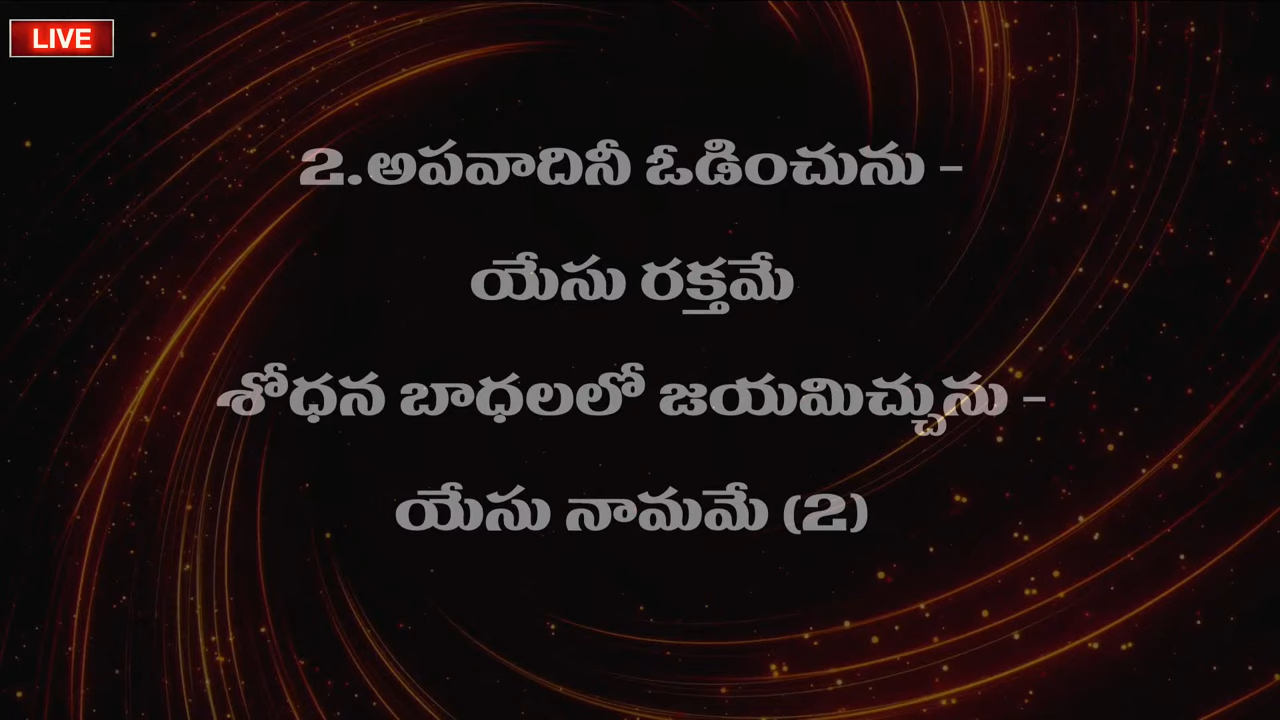 LIVE
2.అపవాదినీ ఓడించును -
యేసు రక్తమే
శోధన బాధలలో జయమిచ్చును -
యేసు నామమే (2)